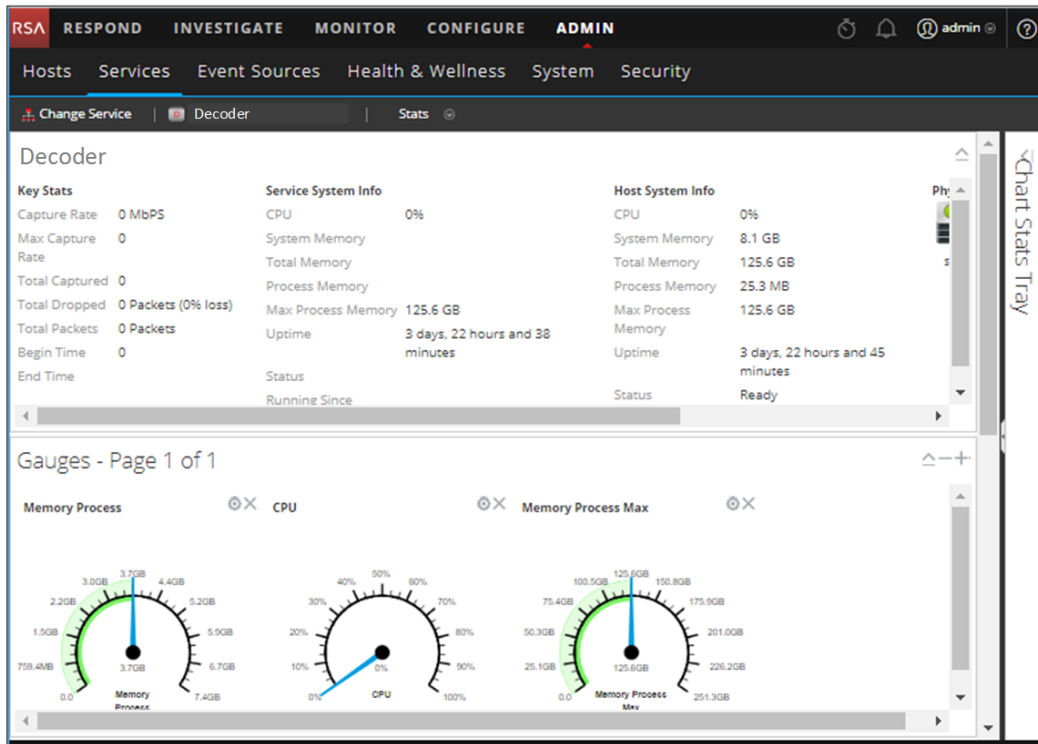 RSA RESPOND INVESTIGATE MONITOR CONFIGURE ADMIN admin
Hosts Services Event Sources Health & Wellness System Security
Change Service | Decoder | Stats
Decoder
Key Stats
Capture Rate 0 MbPS
Max Capture 0
Rate
Total Captured 0
Total Dropped 0 Packets (0% loss)
Total Packets 0 Packets
Begin Time 0
End Time
Service System Info
CPU 0%
System Memory
Total Memory
Process Memory
Max Process Memory 125.6 GB
Uptime 3 days, 22 hours and 38
minutes
Status
Running Since
Host System Info
CPU 0%
System Memory 8.1 GB
Total Memory 125.6 GB
Process Memory 25.3 MB
Max Process 125.6 GB
Memory
Uptime 3 days, 22 hours and 45
minutes
Status Ready
Phy
s
Chart Stats Tray
Gauges - Page 1 of 1
Memory Process
0.0
759.4MB
1.5GB
2.2GB
3.0GB
3.7GB
4.4GB
5.2GB
5.9GB
6.7GB
7.4GB
3.7GB
Memory
Process
CPU
0%
10%
20%
30%
40%
50%
60%
70%
80%
90%
100%
0%
CPU
Memory Process Max
0.0
25.1GB
50.3GB
75.4GB
100.5GB
125.6GB
150.8GB
175.9GB
201.0GB
226.2GB
251.3GB
125.6GB
Memory Process
Max